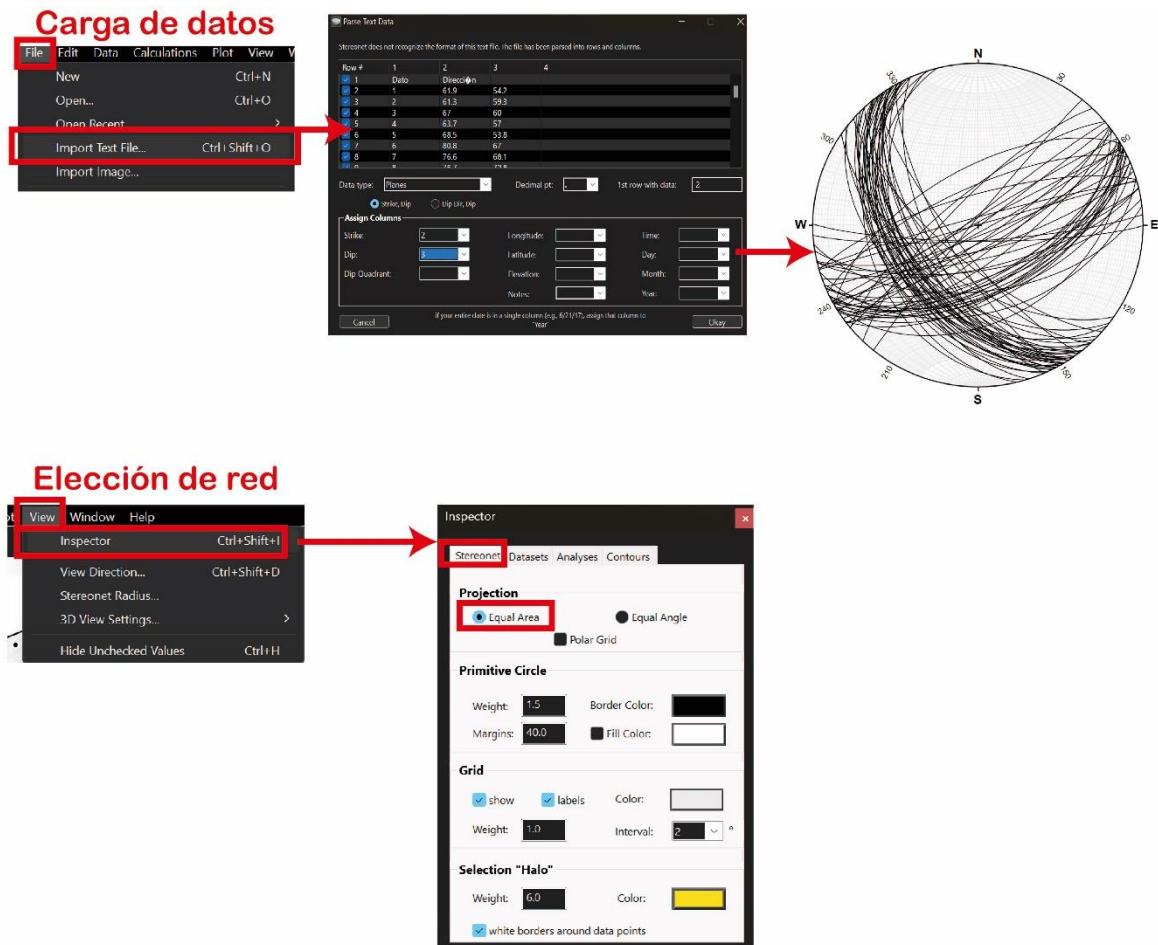 Carga de datos
File Edit Data Calculations Plot View
New Ctrl+N
Open... Ctrl+O
Open Recent >
Import Text File... Ctrl+Shift+O
Import Image...
Parse Text Data
Stereonet does not recognize the format of this text file. The file has been parsed into rows and columns.
Row # 1 2 3 4
1 Dato Direcci�n
2 1 61.9 54.2
3 2 61.3 59.3
4 3 67 60
5 4 63.7 57
6 5 68.5 53.8
7 6 80.8 67
8 7 76.6 68.1
Data type: Planes Decimal pt: . 1st row with data: 2
Strike, Dip Dip Dir, Dip
Assign Columns
Strike: 2 Longitude: Time:
Dip: 3 Latitude: Day:
Dip Quadrant: Elevation: Month:
Notes: Year:
Cancel If your entire date is in a single column (e.g., 6/21/17), assign that column to Okay
"Year"
N
330 30
300 60
W E
240 120
210 150
S
Elección de red
View Window Help
Inspector Ctrl+Shift+I
View Direction... Ctrl+Shift+D
Stereonet Radius...
3D View Settings... >
Hide Unchecked Values Ctrl+H
Inspector
Stereonet Datasets Analyses Contours
Projection
Equal Area Equal Angle
Polar Grid
Primitive Circle
Weight: 1.5 Border Color:
Margins: 40.0 Fill Color:
Grid
show labels Color:
Weight: 1.0 Interval: 2 °
Selection "Halo"
Weight: 6.0 Color:
white borders around data points